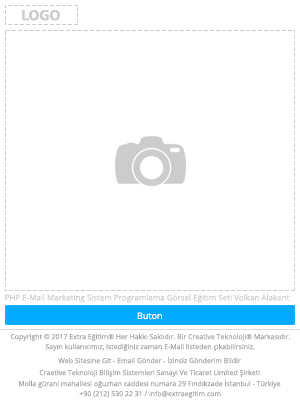 LOGO
PHP E-Mail Marketing Sistem Programlama Görsel Eğitim Seti Volkan Alakent
Buton
Copyright © 2017 Extra Eğitim® Her Hakkı Saklıdır. Bir Creative Teknoloji® Markasıdır.
Sayın kullanıcımız, istediğiniz zaman E-Mail listeden çıkabilirsiniz.
Web Sitesine Git - Email Gönder - İzinsiz Gönderim Bildir
Craetive Teknoloji Bilişim Sistemleri Sanayi Ve Ticaret Limited Şirketi
Molla gürani mahallesi oğuzhan caddesi numara 29 Fındıkzade İstanbul - Türkiye
+90 (212) 530 22 31 / info@extraegitim.com